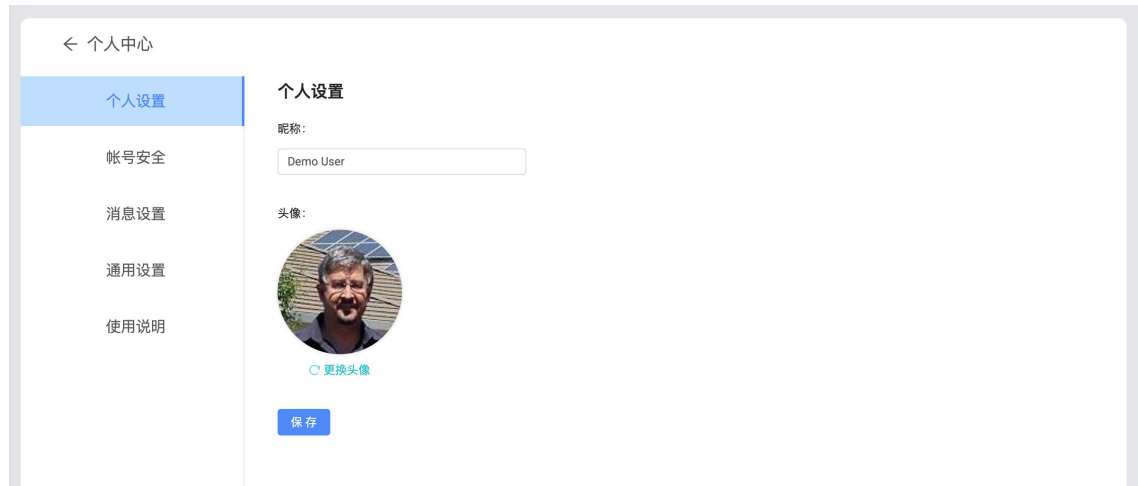 个人中心
个人设置
帐号安全
消息设置
通用设置
使用说明
个人设置
昵称：
Demo User
头像：
更换头像
保存